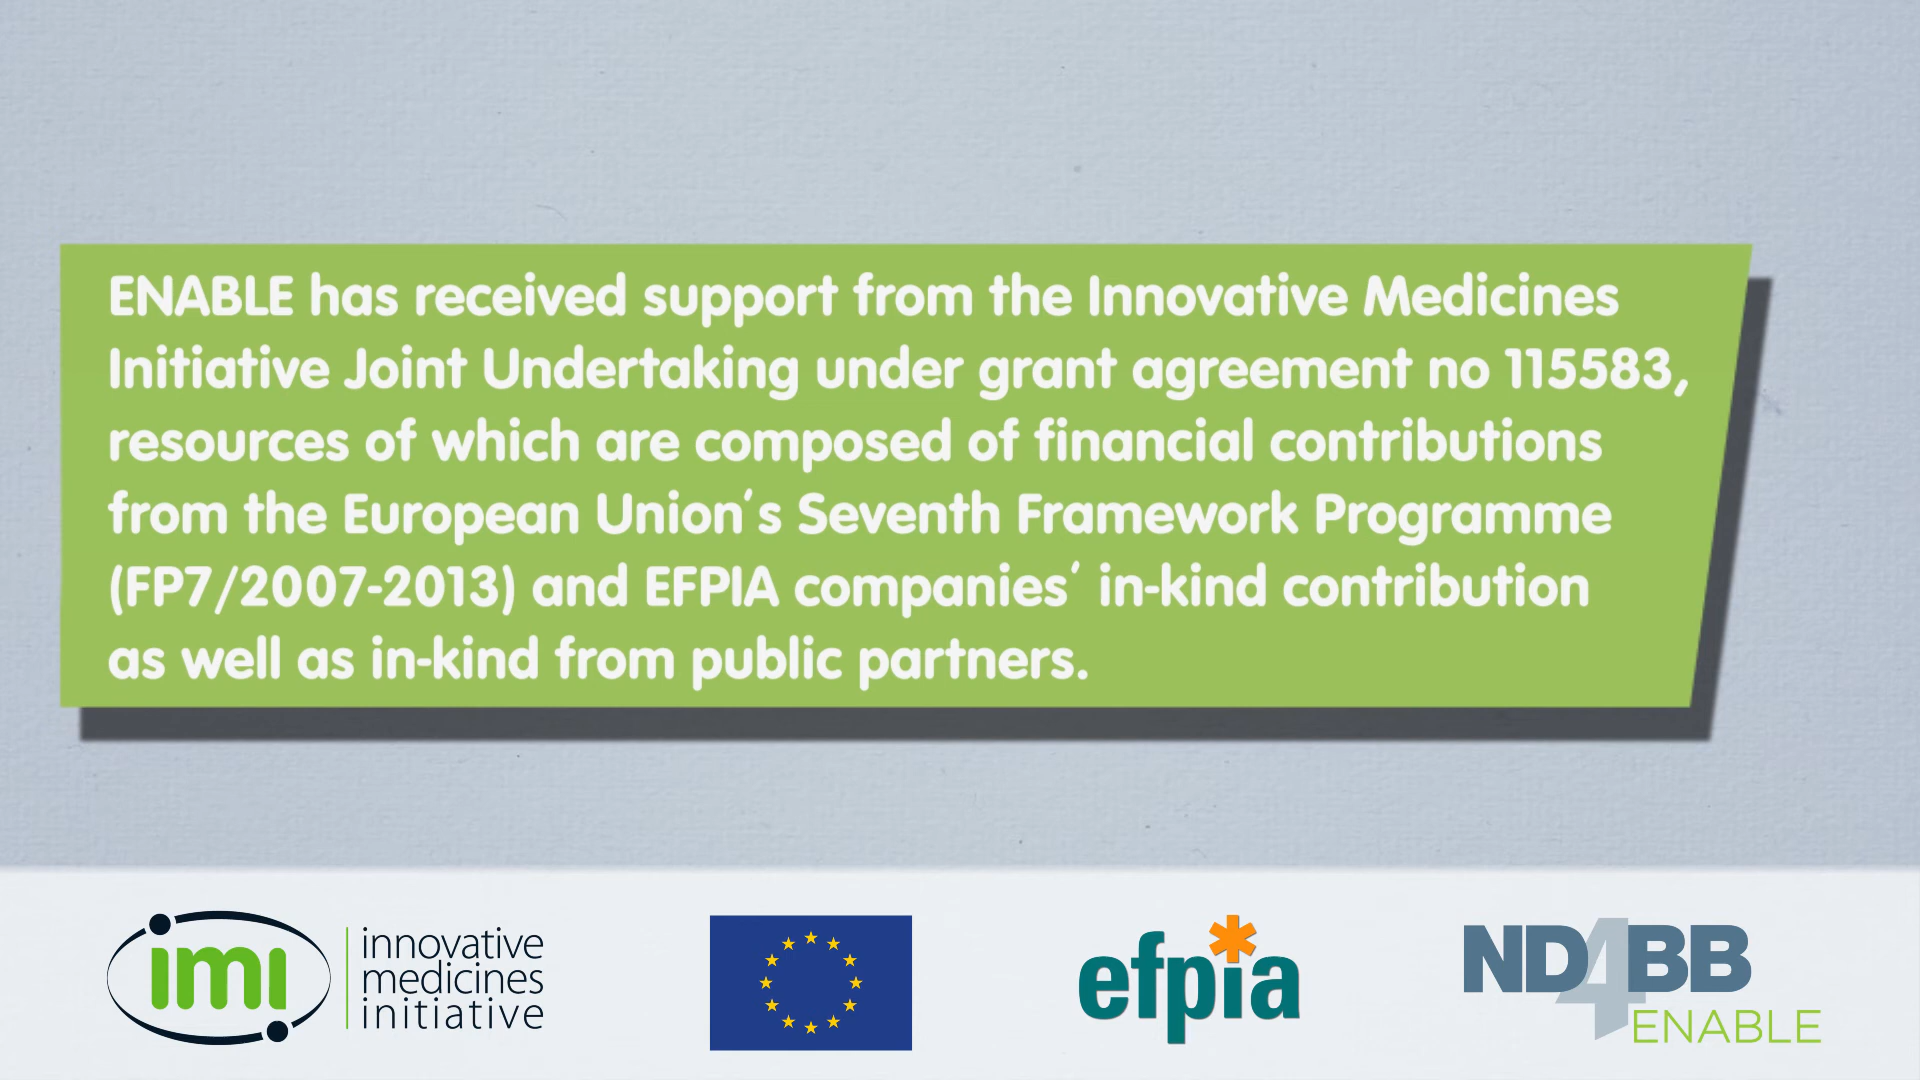 ENABLE has received support from the Innovative Medicines
Initiative Joint Undertaking under grant agreement no 115583,
resources of which are composed of financial contributions
from the European Union's Seventh Framework Programme
(FP7/2007-2013) and EFPIA companies' in-kind contribution
as well as in-kind from public partners.
imi
innovative
medicines
initiative
efpia
ND4BB
ENABLE